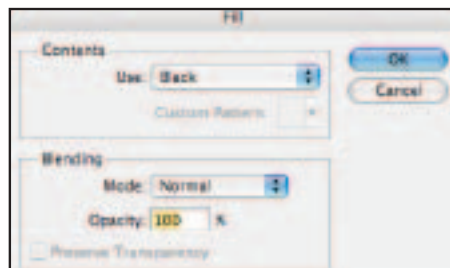 Fill
Contents
Use: Black
Custom Pattern:
Blending
Mode: Normal
Opacity: 100 %
Preserve Transparency
OK
Cancel